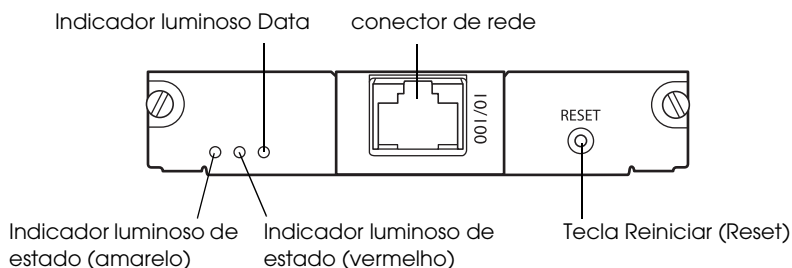 Indicador luminoso Data
conector de rede
10/100
RESET
Indicador luminoso de
estado (amarelo)
Indicador luminoso de
estado (vermelho)
Tecla Reiniciar (Reset)